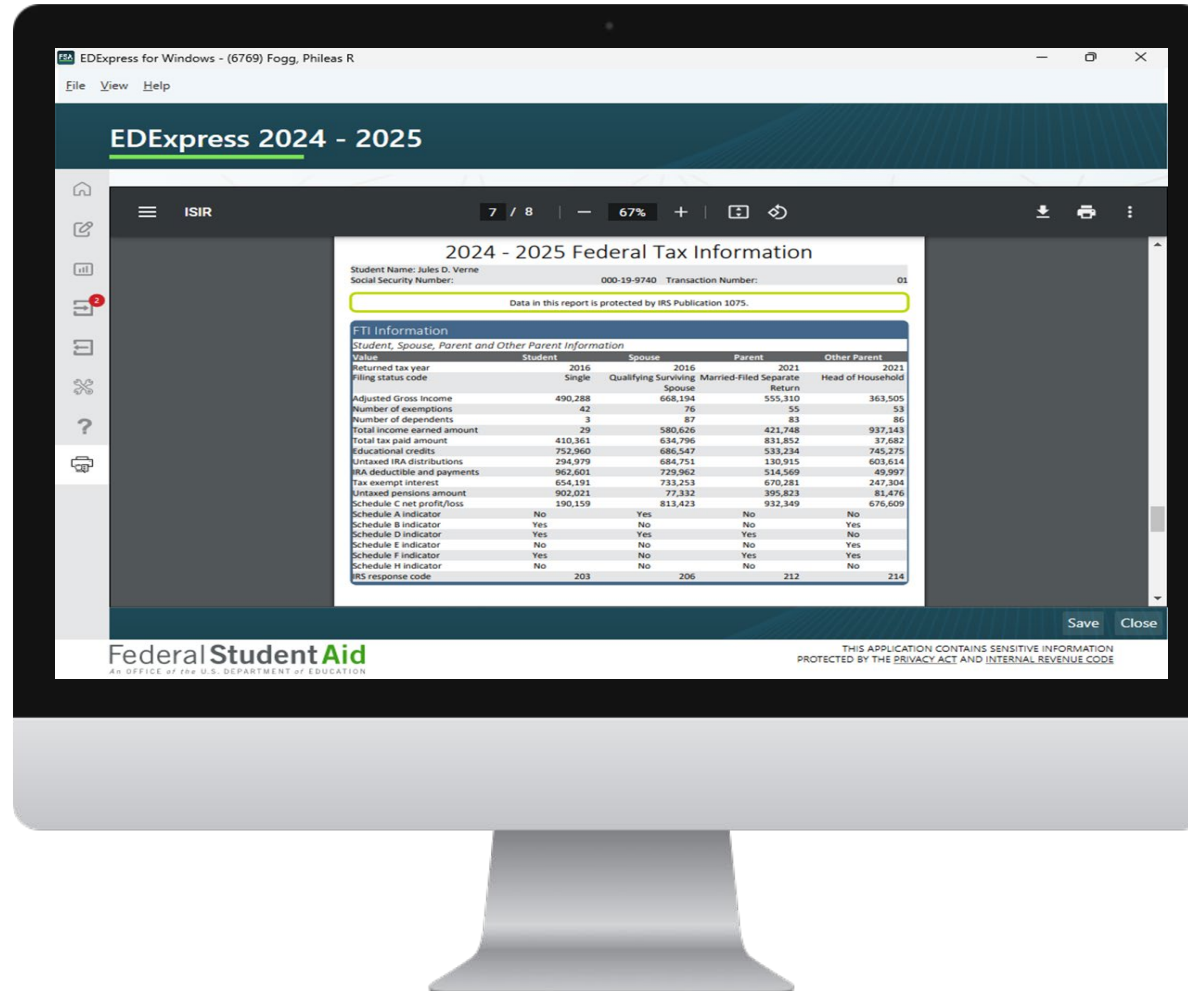 EDExpress for Windows - (6769) Fogg, Phileas R
File View Help
EDExpress 2024 - 2025
ISIR 7 / 8 67%
2
2024 - 2025 Federal Tax Information
Student Name: Jules D. Verne
Social Security Number: 000-19-9740 Transaction Number: 01
Data in this report is protected by IRS Publication 1075.
FTI Information
Student, Spouse, Parent and Other Parent Information
Value Student Spouse Parent Other Parent
Returned tax year 2016 2016 2021 2021
Filing status code Single Qualifying Surviving Married-Filed Separate Head of Household
Spouse Return
Adjusted Gross Income 490,288 668,194 555,310 363,505
Number of exemptions 42 76 55 53
Number of dependents 3 87 83 86
Total income earned amount 29 580,626 421,748 937,143
Total tax paid amount 410,361 634,796 831,852 37,682
Educational credits 752,960 686,547 533,234 745,275
Untaxed IRA distributions 294,979 684,751 130,915 603,614
IRA deductible and payments 962,601 729,962 514,569 49,997
Tax exempt interest 654,191 733,253 670,281 247,304
Untaxed pensions amount 902,021 77,332 395,823 81,476
Schedule C net profit/loss 190,159 813,423 932,349 676,609
Schedule A indicator No Yes No No
Schedule B indicator Yes No No Yes
Schedule D indicator Yes Yes Yes No
Schedule E indicator No No No Yes
Schedule F indicator Yes No Yes Yes
Schedule H indicator No No No No
IRS response code 203 206 212 214
Save Close
Federal Student Aid
An OFFICE of the U.S. DEPARTMENT of EDUCATION
THIS APPLICATION CONTAINS SENSITIVE INFORMATION
PROTECTED BY THE PRIVACY ACT AND INTERNAL REVENUE CODE